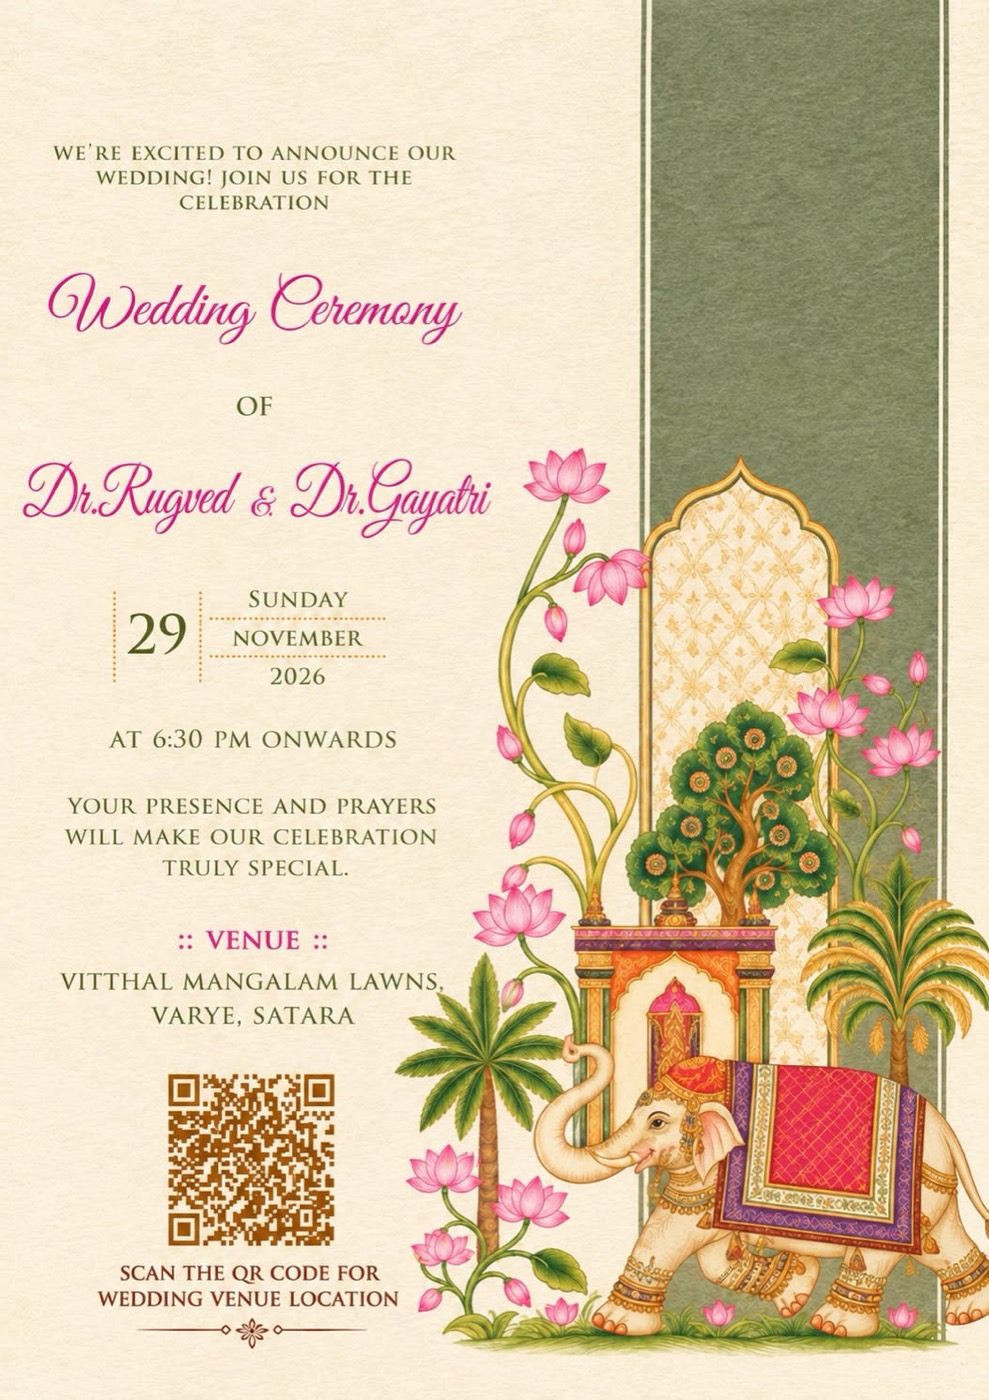 WE'RE EXCITED TO ANNOUNCE OUR
WEDDING! JOIN US FOR THE
CELEBRATION
Wedding Ceremony
OF
Dr.Rugved & Dr.Gayatri
29
SUNDAY
NOVEMBER
2026
AT 6:30 PM ONWARDS
YOUR PRESENCE AND PRAYERS
WILL MAKE OUR CELEBRATION
TRULY SPECIAL.
:: VENUE ::
VITTHAL MANGALAM LAWNS,
VARYE, SATARA
SCAN THE QR CODE FOR
WEDDING VENUE LOCATION